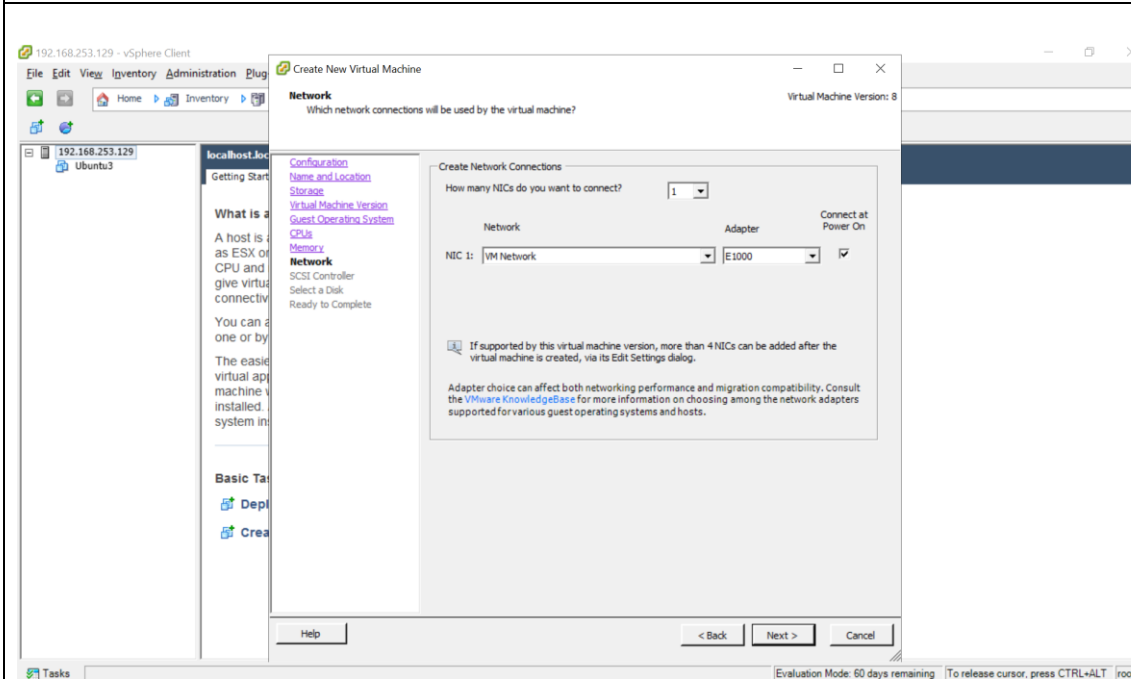 192.168.253.129 - vSphere Client
File Edit View Inventory Administration Plug
Home Inventory
192.168.253.129
Ubuntu3
localhost.loc
Getting Start
What is a
A host is a
as ESX or
CPU and
give virtua
connectiv
You can a
one or by
The easie
virtual app
machine v
installed.
system in
Basic Ta
Depl
Crea
Create New Virtual Machine
Network
Which network connections will be used by the virtual machine?
Virtual Machine Version: 8
Configuration
Name and Location
Storage
Virtual Machine Version
Guest Operating System
CPUs
Memory
Network
SCSI Controller
Select a Disk
Ready to Complete
Create Network Connections
How many NICs do you want to connect? 1
Network Adapter Connect at
Power On
NIC 1: VM Network E1000
If supported by this virtual machine version, more than 4 NICs can be added after the
virtual machine is created, via its Edit Settings dialog.
Adapter choice can affect both networking performance and migration compatibility. Consult
the VMware KnowledgeBase for more information on choosing among the network adapters
supported for various guest operating systems and hosts.
Help < Back Next > Cancel
Tasks Evaluation Mode: 60 days remaining To release cursor, press CTRL+ALT roo